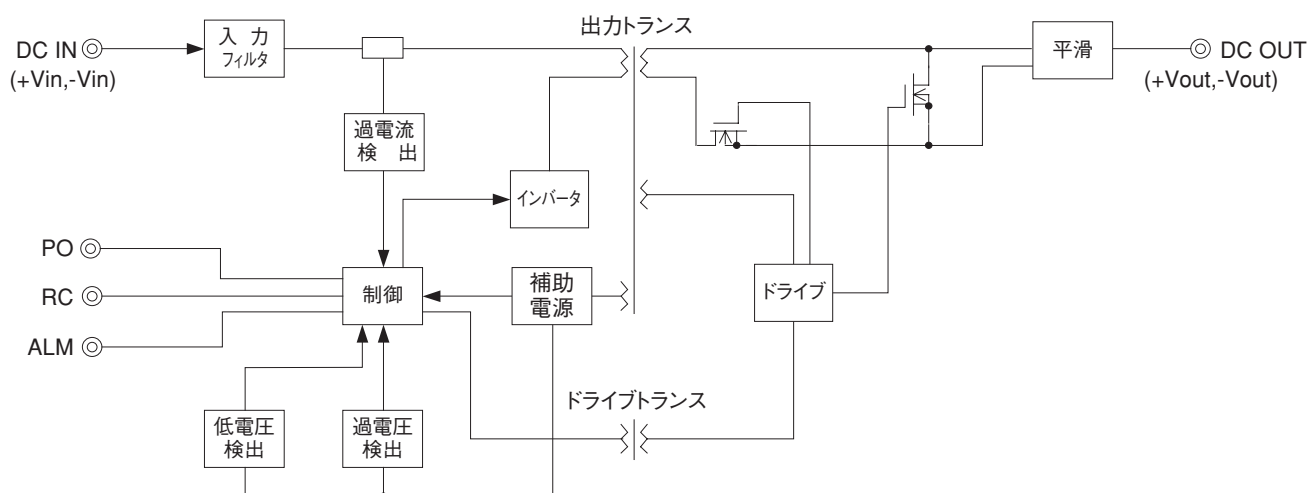 出力トランス
DC IN
(+Vin,-Vin)
入 力
フィルタ
平滑
DC OUT
(+Vout,-Vout)
過電流
検 出
インバータ
PO
RC
ALM
制御
補助
電源
ドライブ
ドライブトランス
低電圧
検出
過電圧
検出